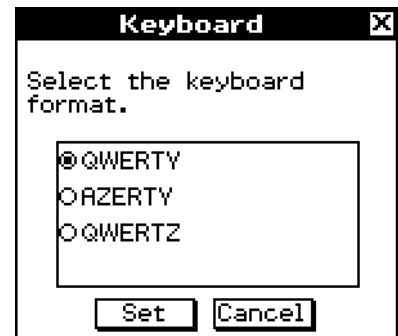 Keyboard
Select the keyboard
format.
QWERTY
AZERTY
QWERTZ
Set Cancel